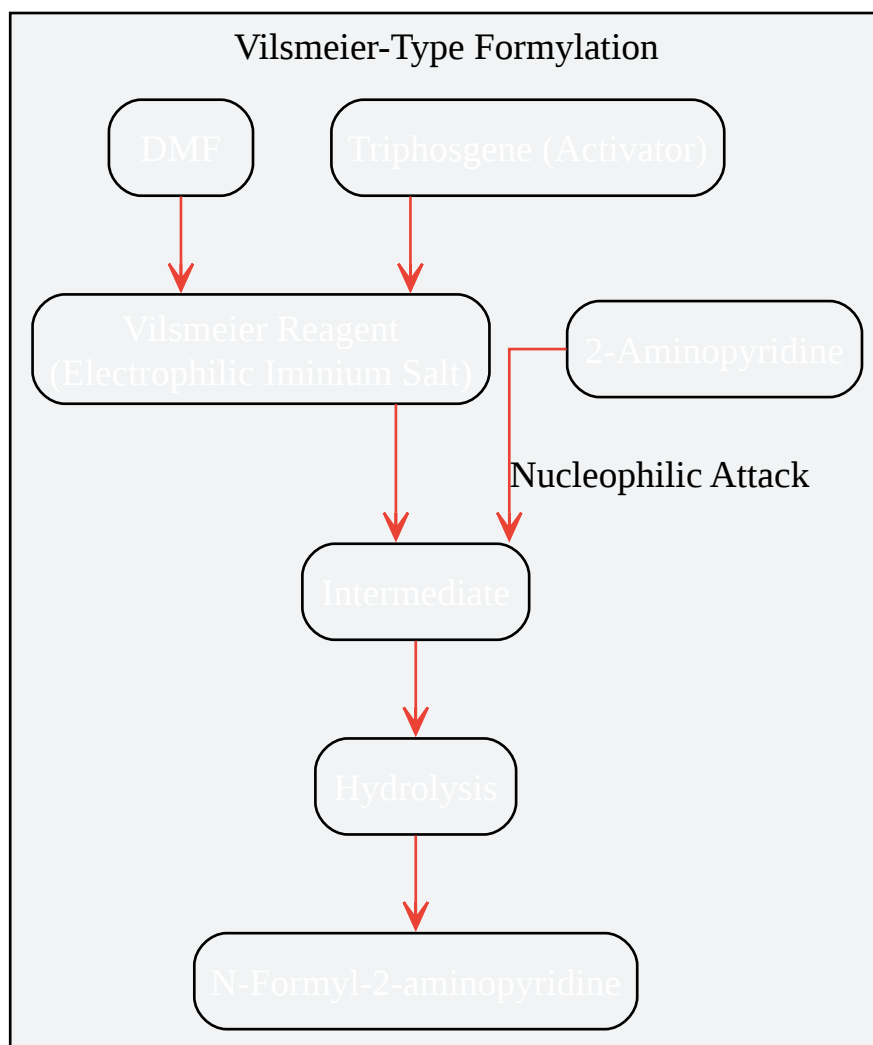 Vilsmeier-Type Formylation
DMF
Triphosgene (Activator)
Vilsmeier Reagent
(Electrophilic Iminium Salt)
2-Aminopyridine
Nucleophilic Attack
Intermediate
Hydrolysis
N-Formyl-2-aminopyridine